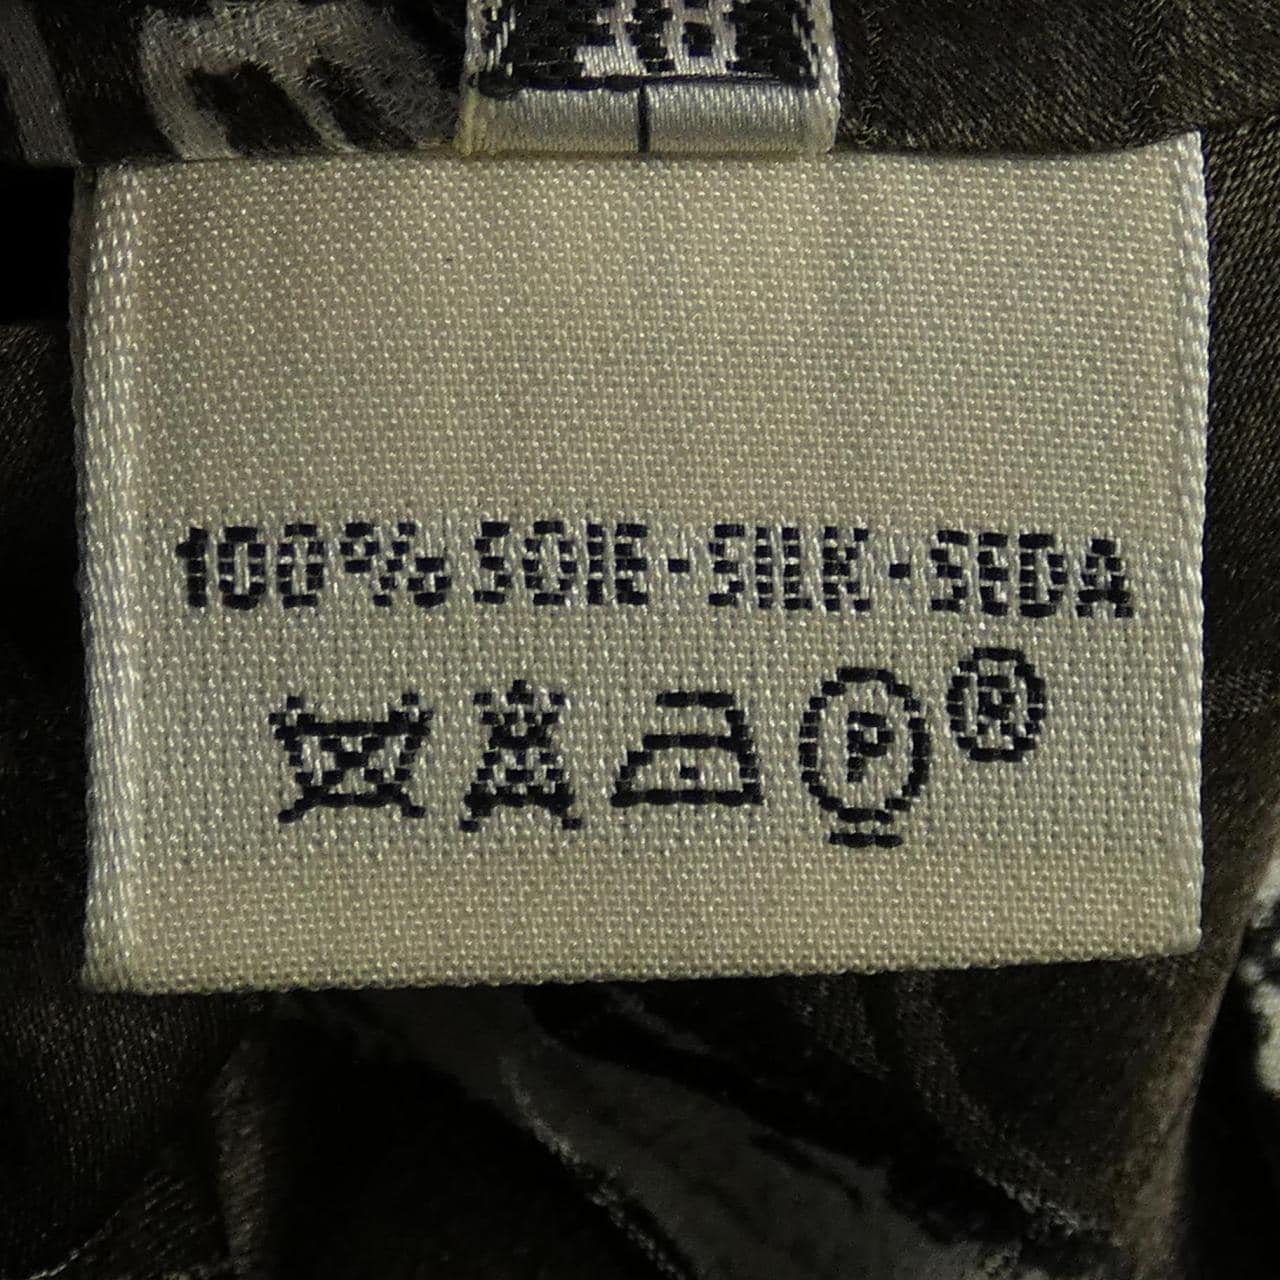 100% SOIE · SILK · SEDA
P ®